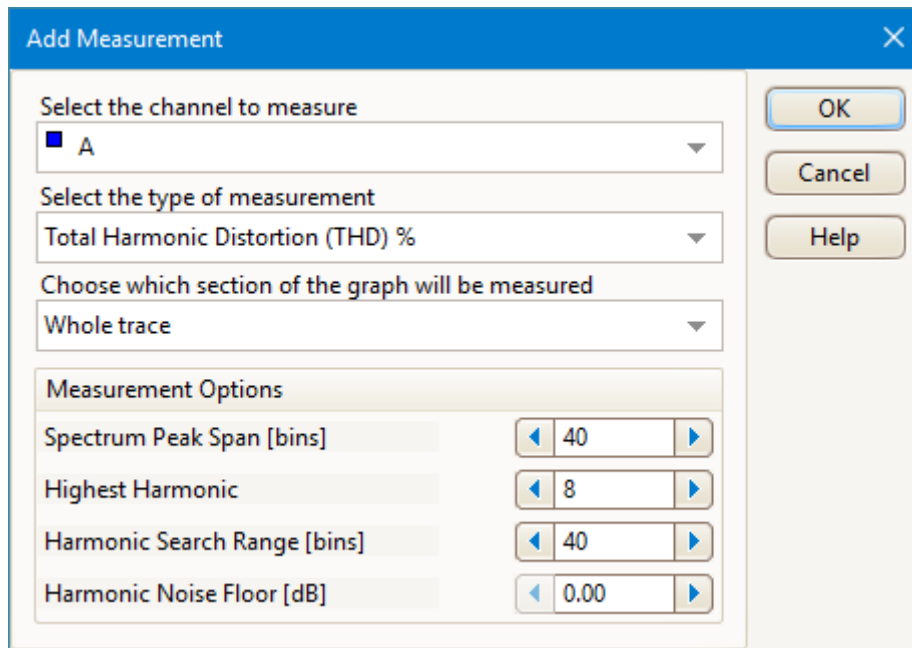 Add Measurement
Select the channel to measure
A
Select the type of measurement
Total Harmonic Distortion (THD) %
Choose which section of the graph will be measured
Whole trace
Measurement Options
Spectrum Peak Span [bins] 40
Highest Harmonic 8
Harmonic Search Range [bins] 40
Harmonic Noise Floor [dB] 0.00
OK
Cancel
Help